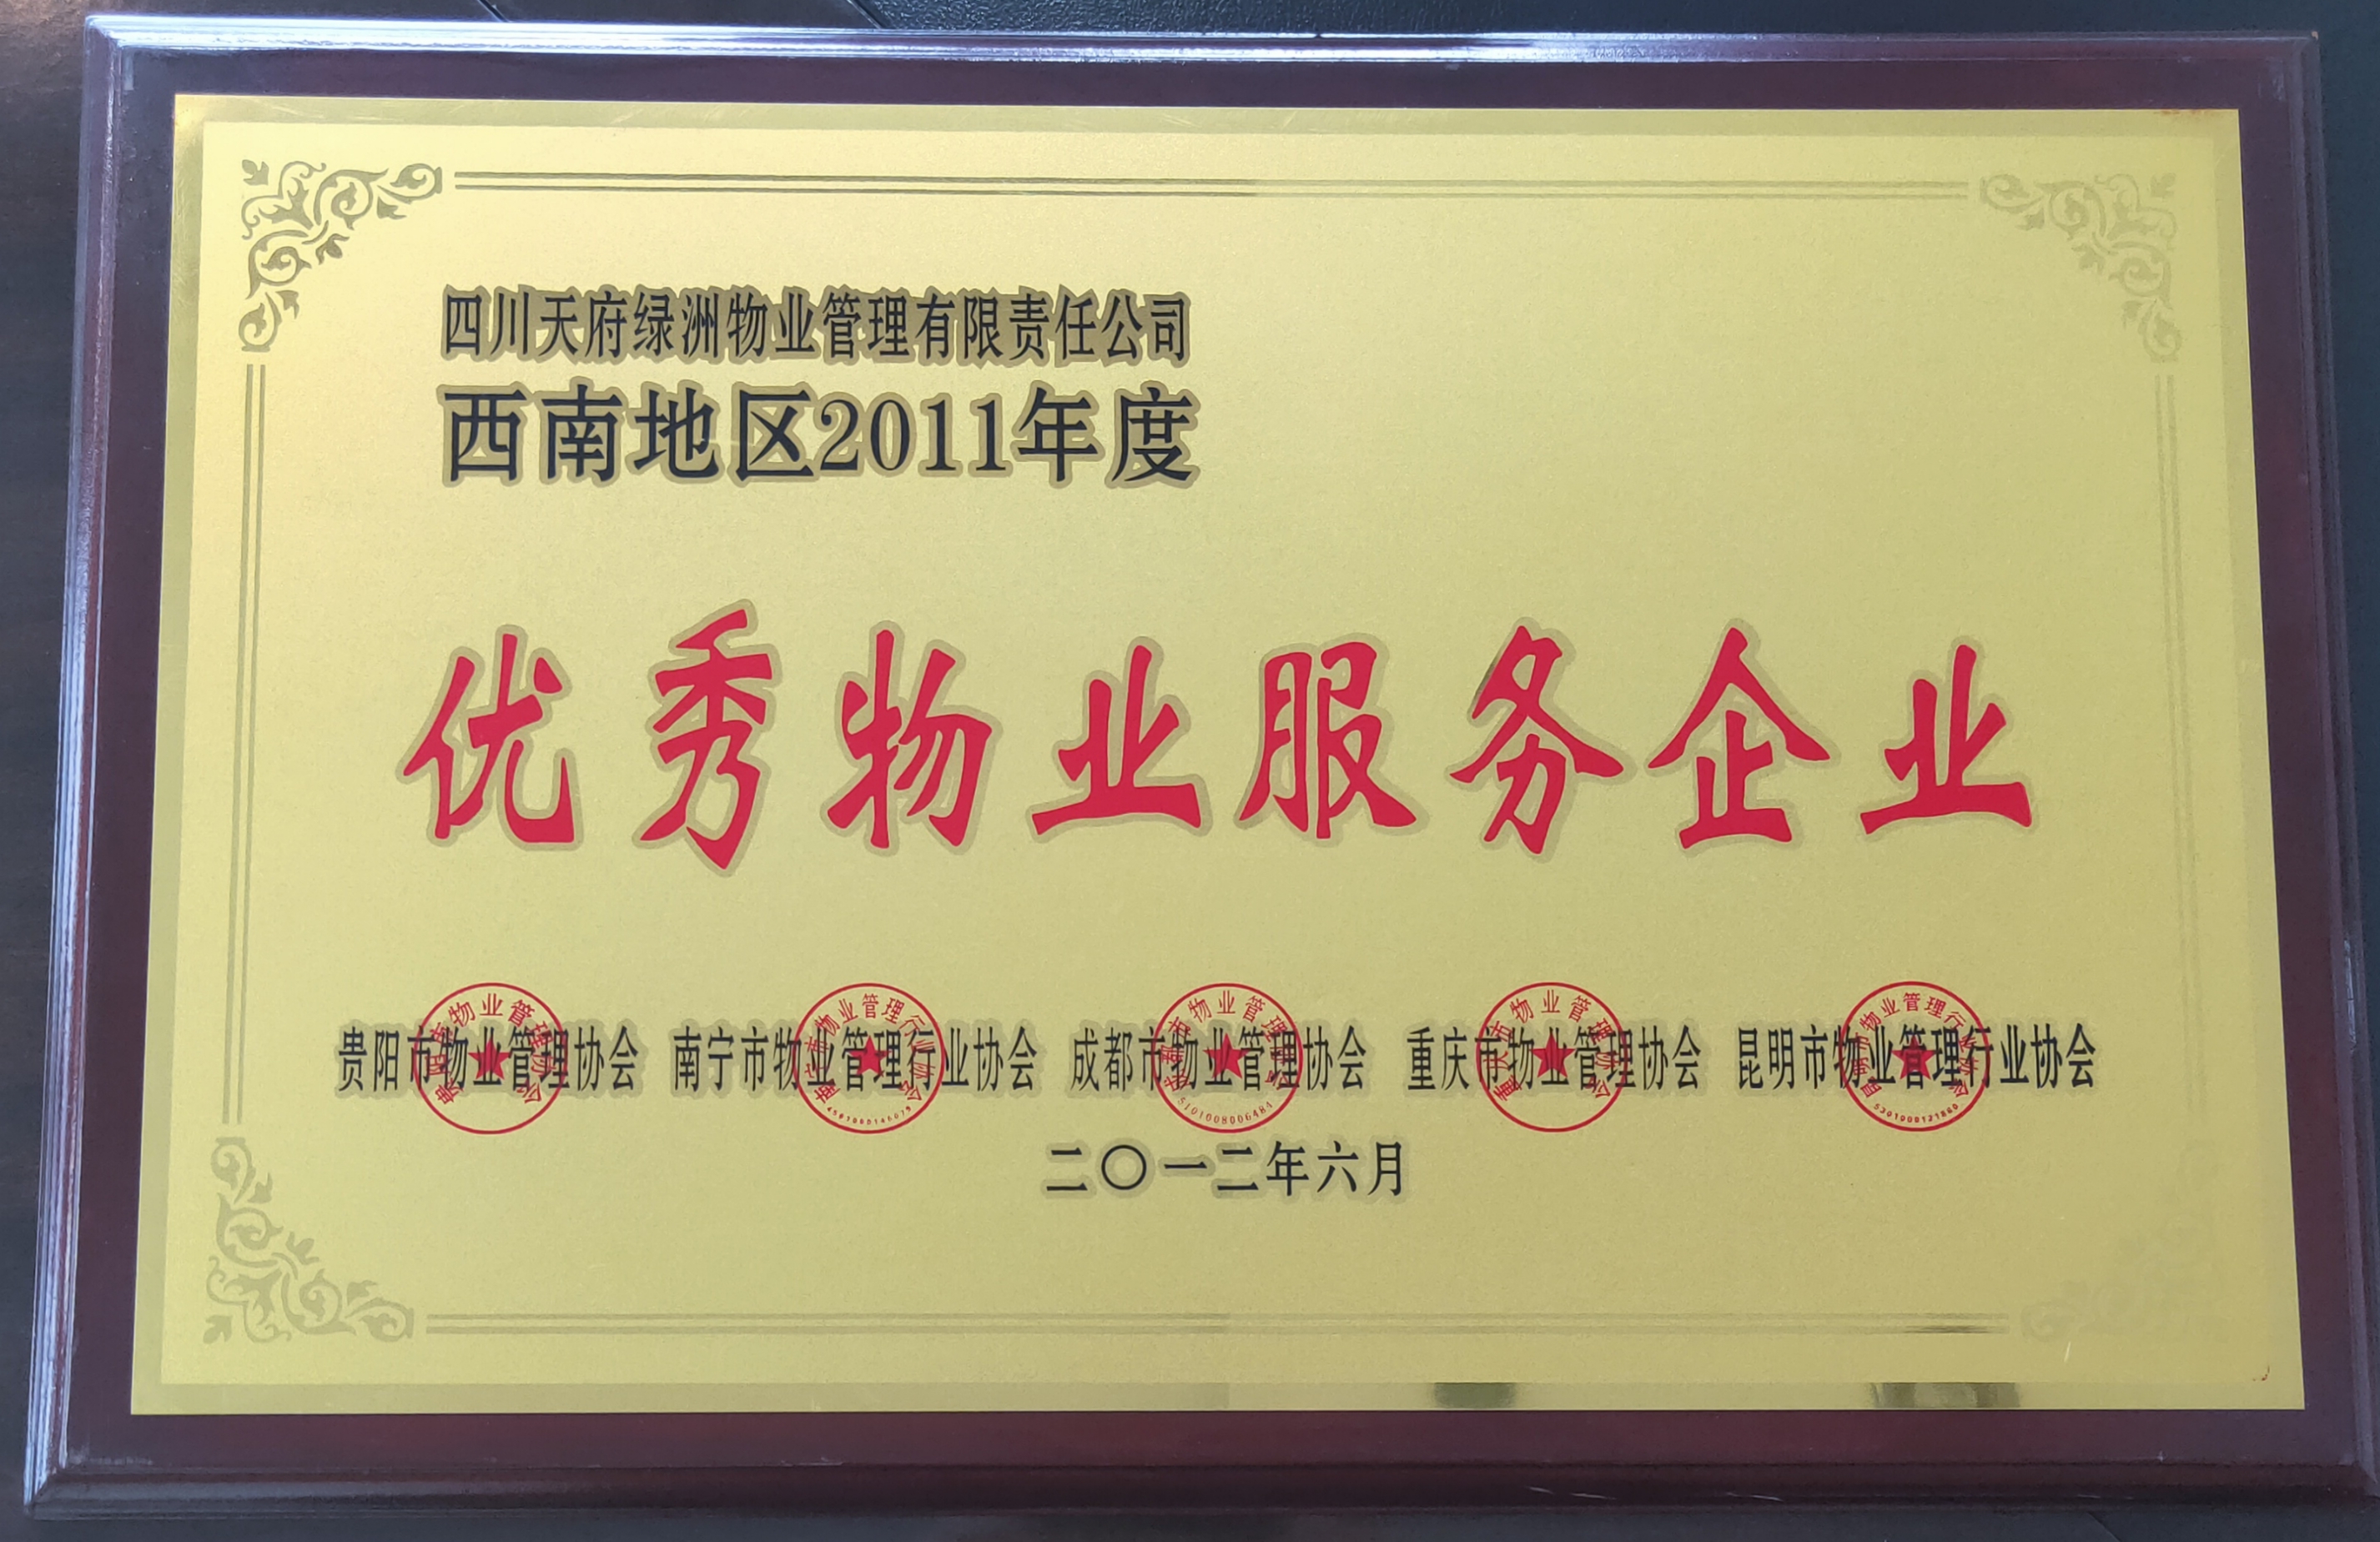 四川天府绿洲物业管理有限责任公司
西南地区2011年度
优秀物业服务企业
贵阳市物业管理协会 南宁市物业管理行业协会 成都市物业管理协会 重庆市物业管理协会 昆明市物业管理行业协会
二〇一二年六月